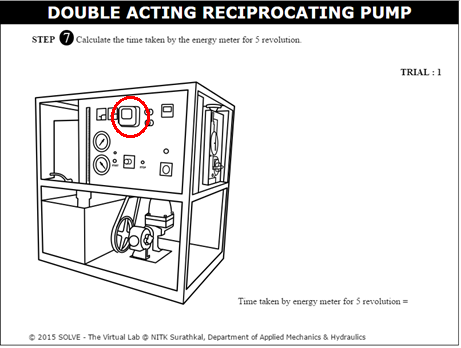 DOUBLE ACTING RECIPROCATING PUMP
STEP 7 Calculate the time taken by the energy meter for 5 revolution.
TRIAL : 1
Time taken by energy meter for 5 revolution =
© 2015 SOLVE - The Virtual Lab @ NITK Surathkal, Department of Applied Mechanics & Hydraulics